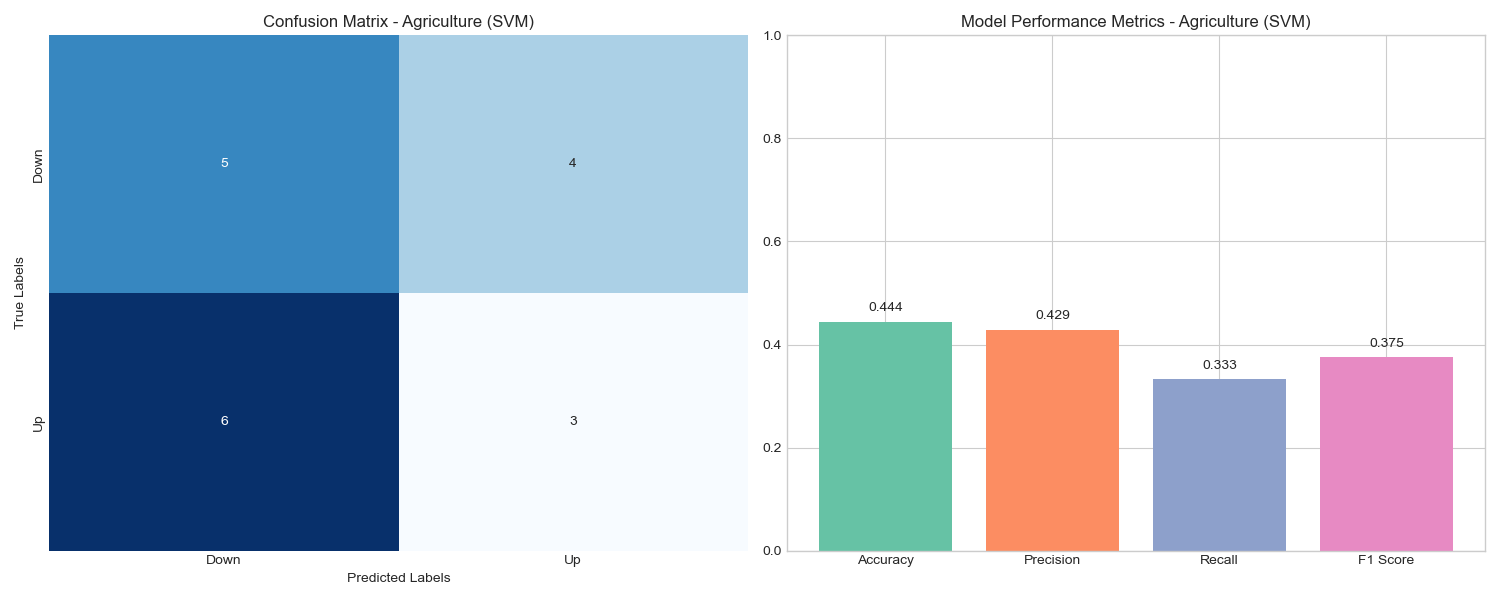 Confusion Matrix - Agriculture (SVM)
True Labels
Down
Up
5
4
6
3
Down
Up
Predicted Labels
Model Performance Metrics - Agriculture (SVM)
1.0
0.8
0.6
0.4
0.2
0.0
0.444
0.429
0.333
0.375
Accuracy
Precision
Recall
F1 Score